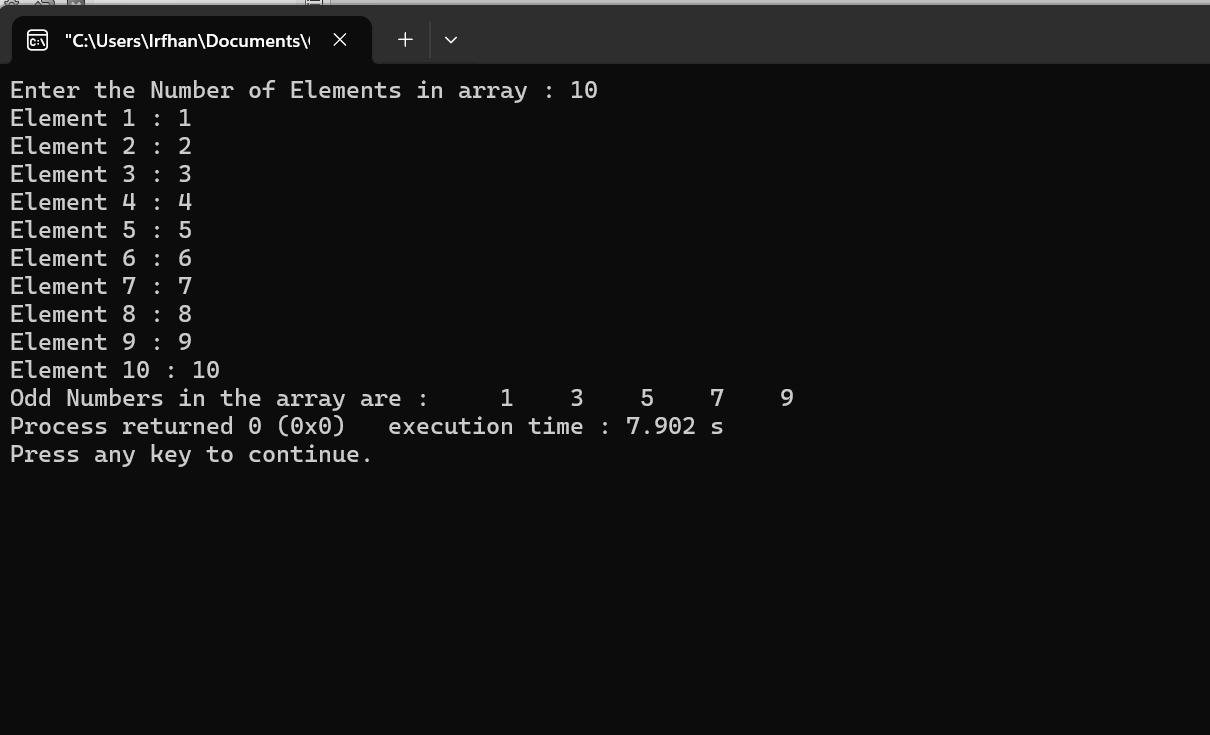 "C:\Users\Irfhan\Documents\
Enter the Number of Elements in array : 10
Element 1 : 1
Element 2 : 2
Element 3 : 3
Element 4 : 4
Element 5 : 5
Element 6 : 6
Element 7 : 7
Element 8 : 8
Element 9 : 9
Element 10 : 10
Odd Numbers in the array are :     1    3    5    7    9
Process returned 0 (0x0)   execution time : 7.902 s
Press any key to continue.